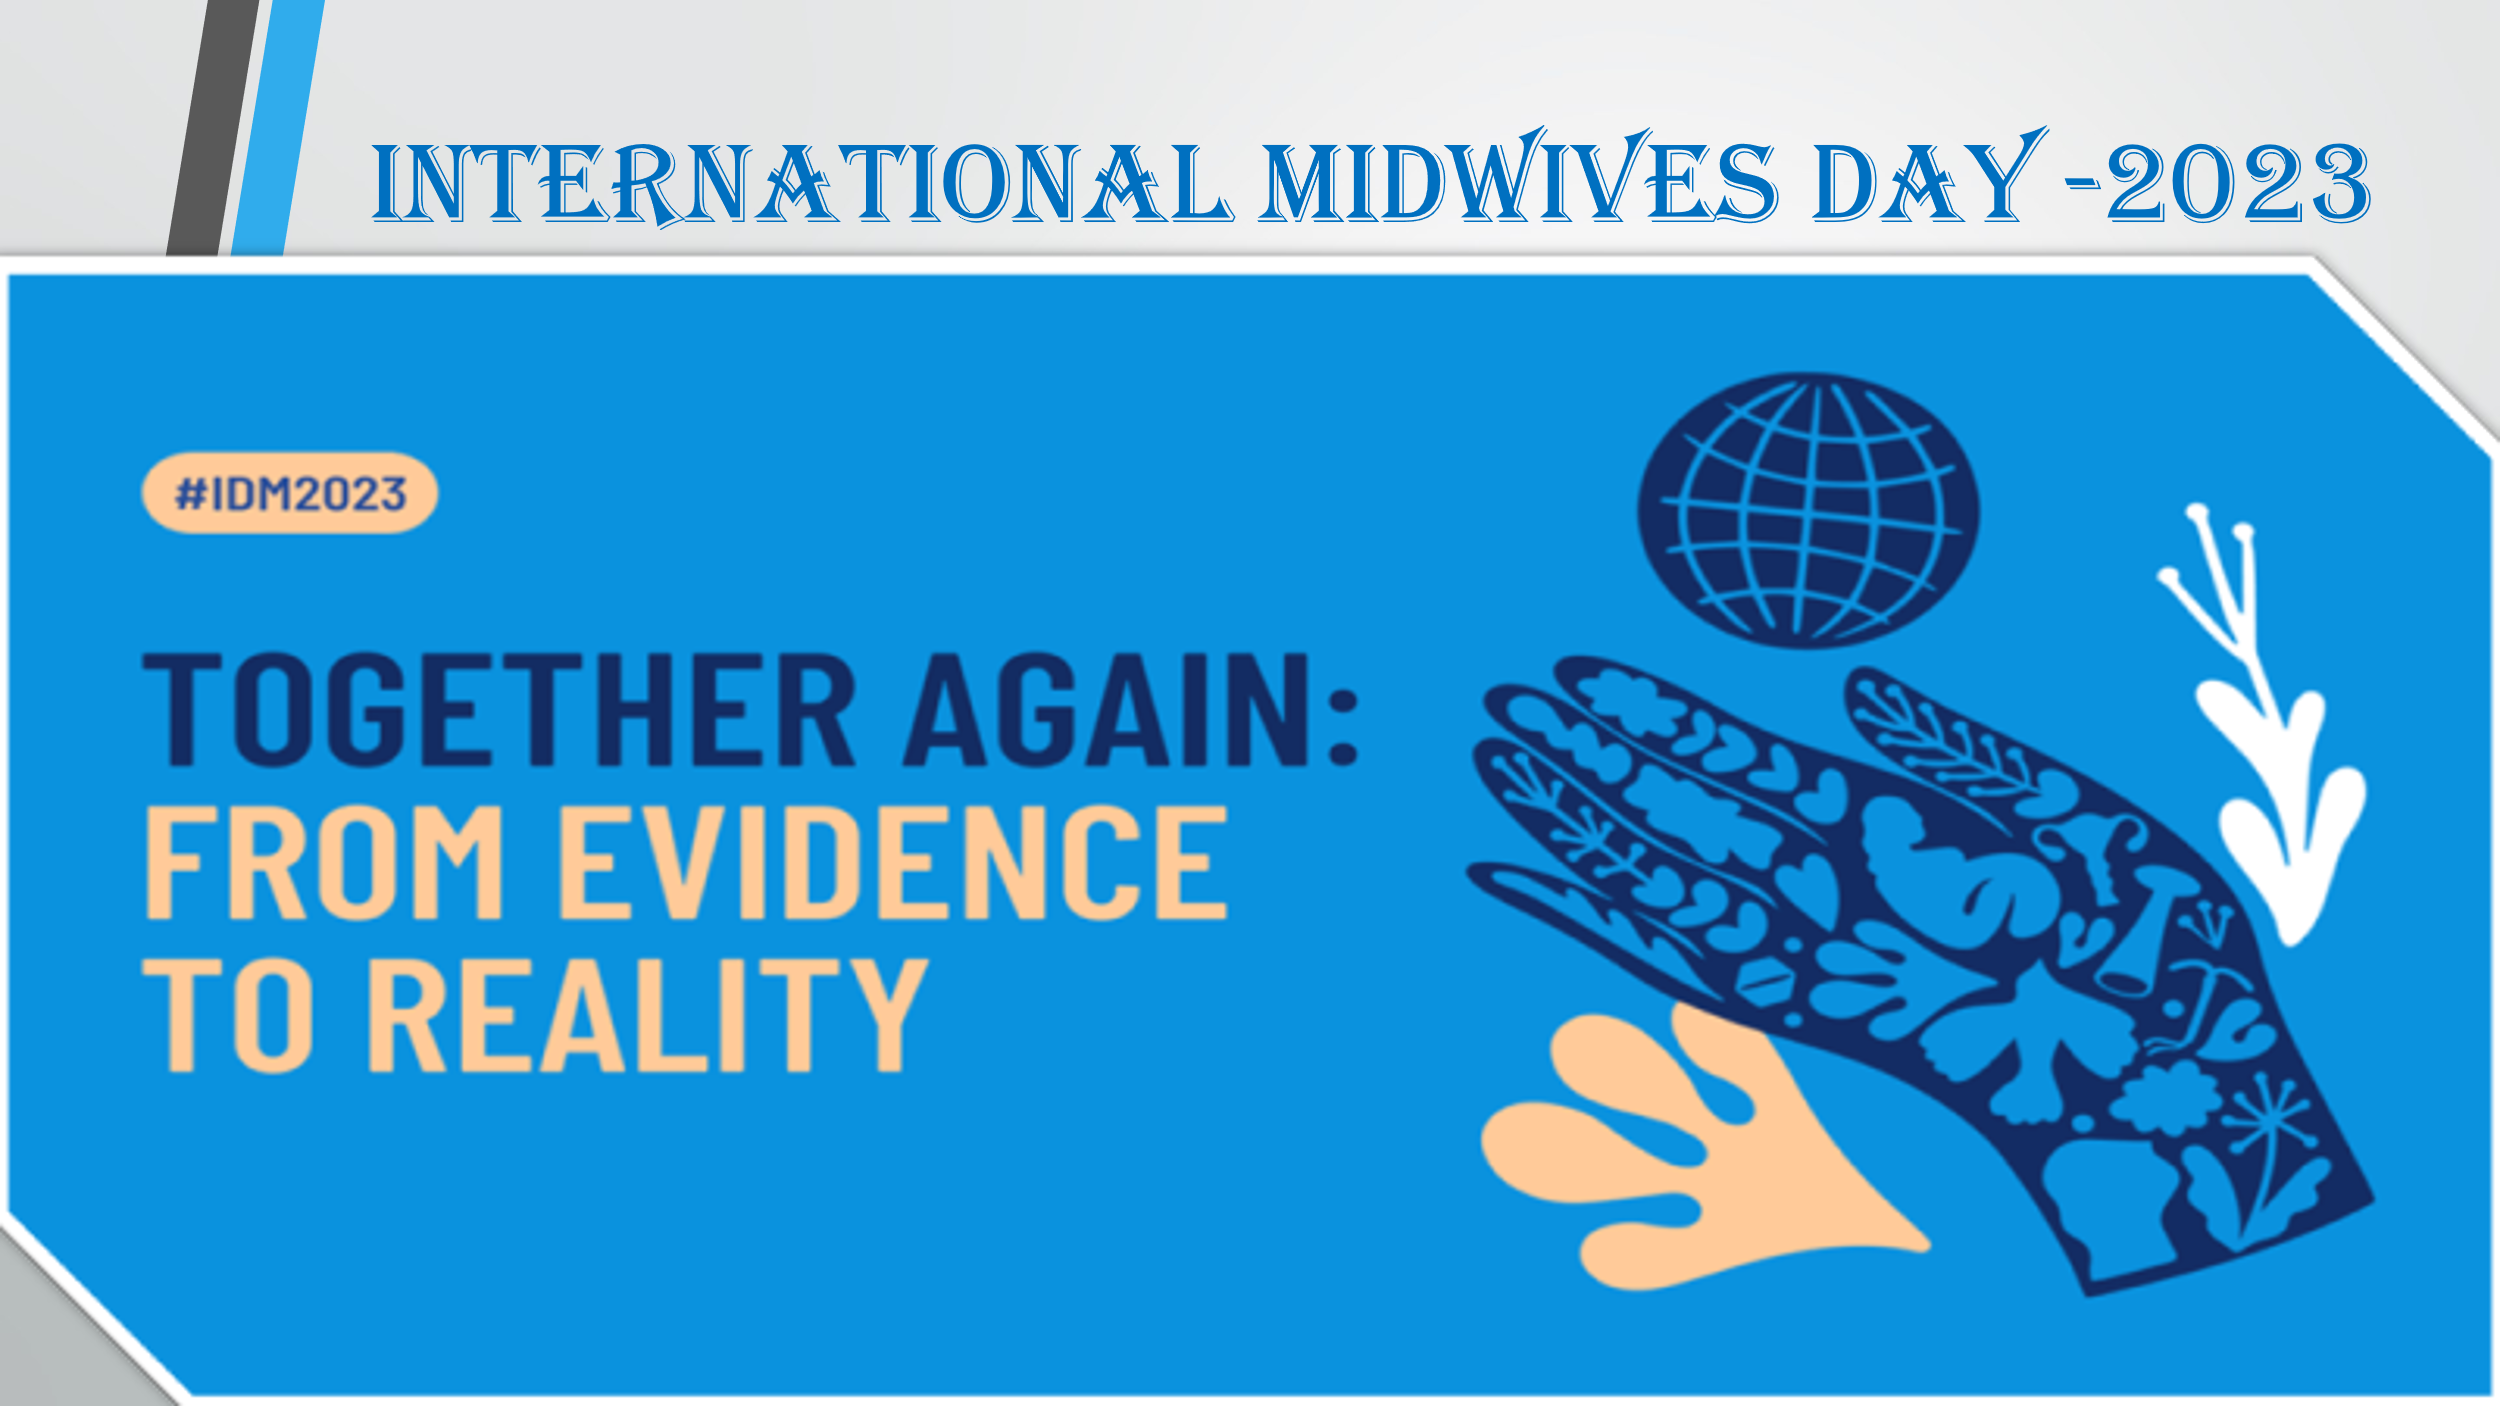 INTERNATIONAL MIDWIVES DAY -2023
#IDM2023
TOGETHER AGAIN:
FROM EVIDENCE
TO REALITY